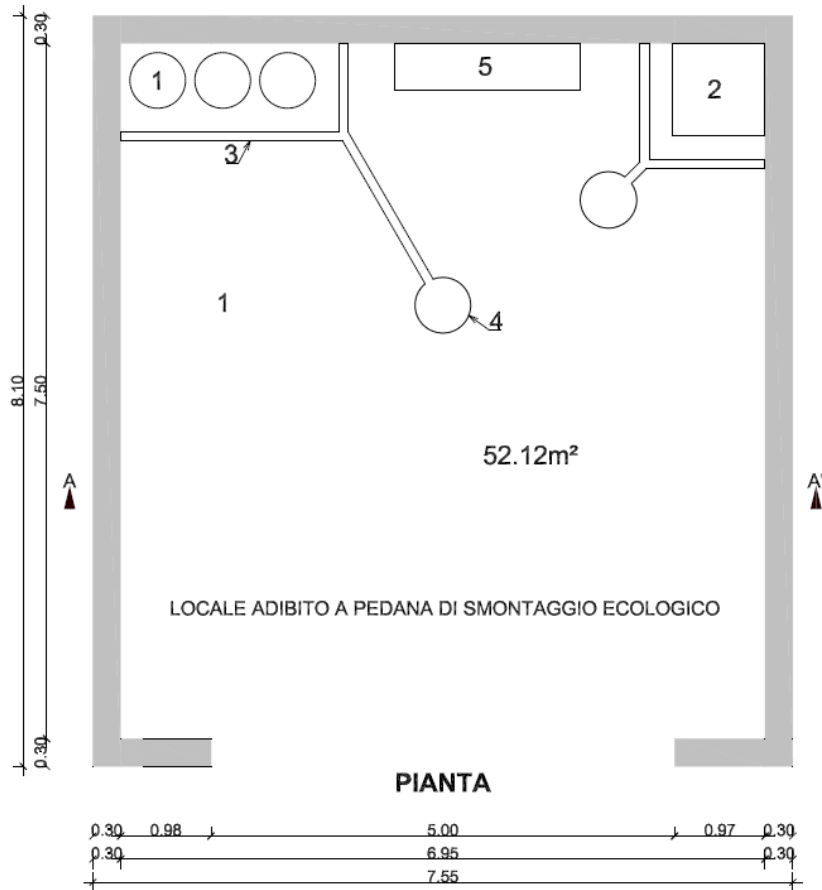 0.30
1
5
2
3
1
4
8.10
7.50
52.12m²
A
A'
LOCALE ADIBITO A PEDANA DI SMONTAGGIO ECOLOGICO
0.30
PIANTA
0.30 0.98 5.00 0.97 0.30
0.30 6.95 0.30
7.55